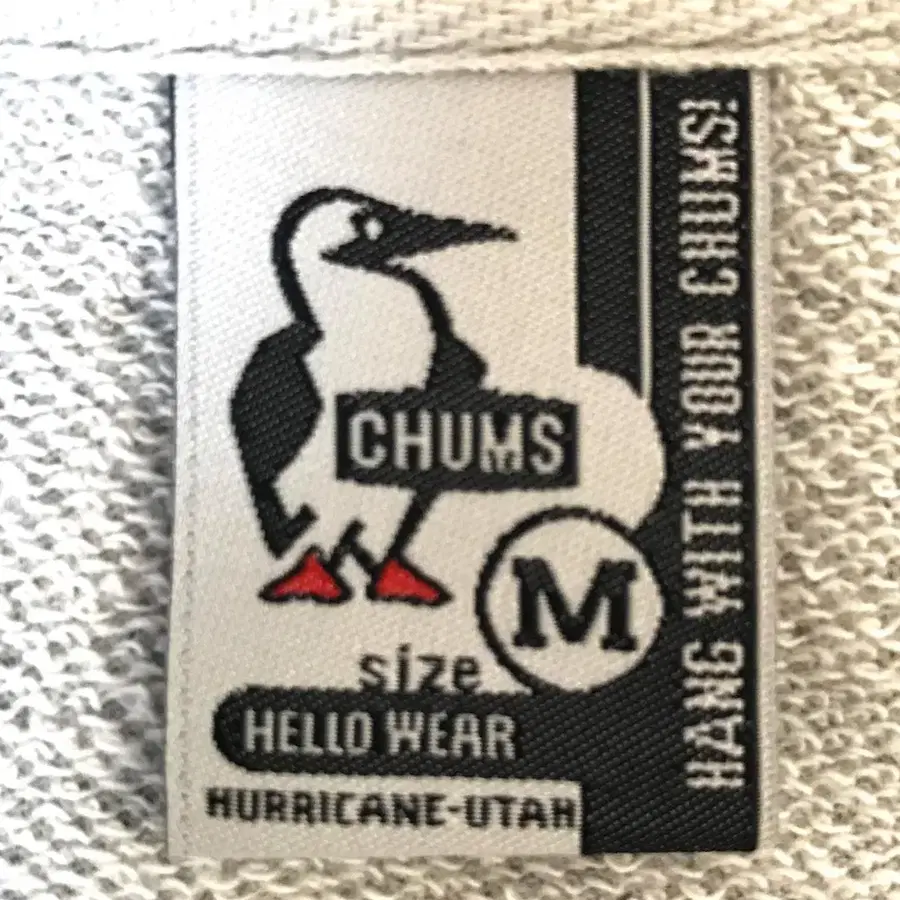 CHUMS
M
size
HELLO WEAR
HURRICANE-UTAH
HANG WITH YOUR CHUMS!